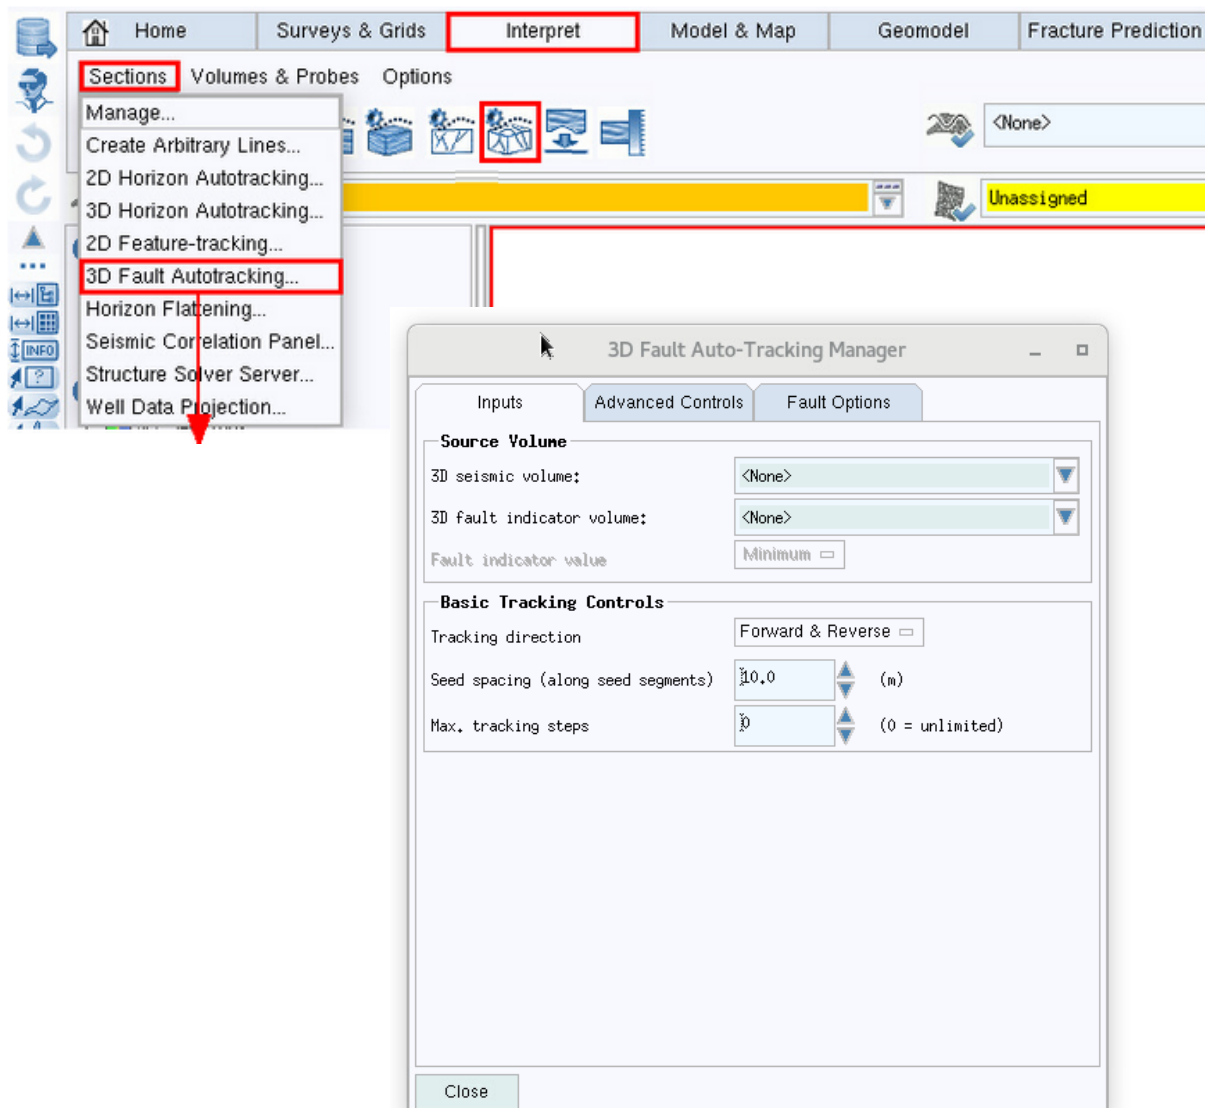 Home Surveys & Grids Interpret Model & Map Geomodel Fracture Prediction
Sections Volumes & Probes Options
Manage...
Create Arbitrary Lines...
2D Horizon Autotracking...
3D Horizon Autotracking...
2D Feature-tracking...
3D Fault Autotracking...
Horizon Flattening...
Seismic Correlation Panel...
Structure Solver Server...
Well Data Projection...
<None>
Unassigned
INFO
?
3D Fault Auto-Tracking Manager
Inputs Advanced Controls Fault Options
Source Volume
3D seismic volume: <None>
3D fault indicator volume: <None>
Fault indicator value Minimum
Basic Tracking Controls
Tracking direction Forward & Reverse
Seed spacing (along seed segments) 10.0 (m)
Max. tracking steps 0 (0 = unlimited)
Close